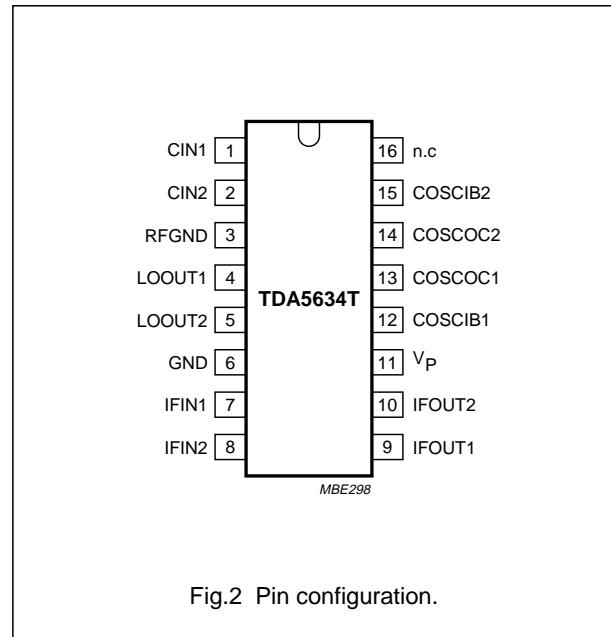 CIN1 1 16 n.c
CIN2 2 15 COSCIB2
RFGND 3 14 COSCOC2
LOOUT1 4 13 COSCOC1
TDA5634T
LOOUT2 5 12 COSCIB1
GND 6 11 VP
IFIN1 7 10 IFOUT2
IFIN2 8 9 IFOUT1
MBE298
Fig.2 Pin configuration.